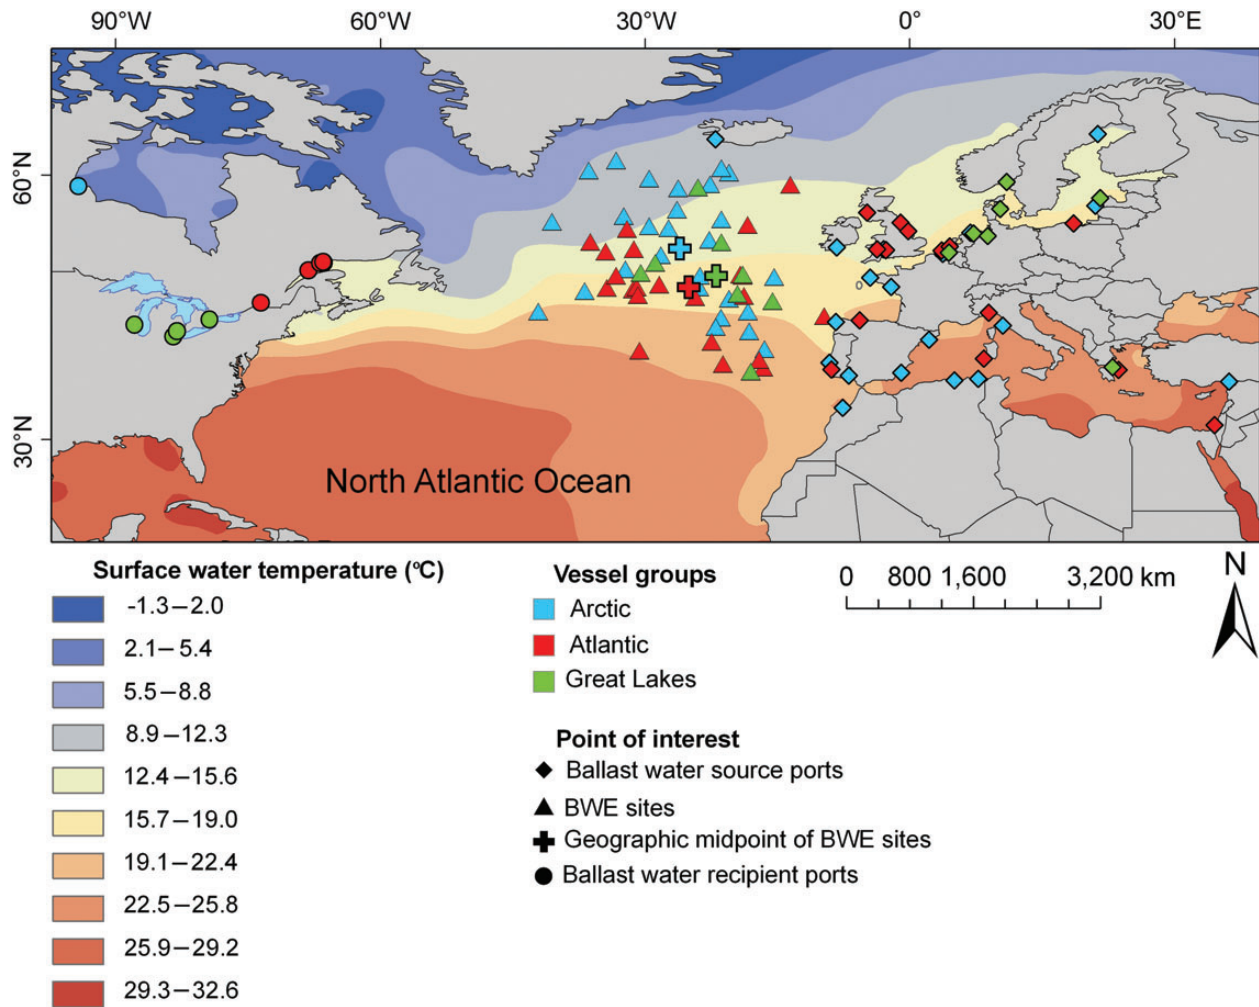 90°W 60°W 30°W 0° 30°E
60°N
30°N
North Atlantic Ocean
Surface water temperature (°C)
-1.3–2.0
2.1–5.4
5.5–8.8
8.9–12.3
12.4–15.6
15.7–19.0
19.1–22.4
22.5–25.8
25.9–29.2
29.3–32.6
Vessel groups
Arctic
Atlantic
Great Lakes
Point of interest
Ballast water source ports
BWE sites
Geographic midpoint of BWE sites
Ballast water recipient ports
0 800 1,600 3,200 km
N